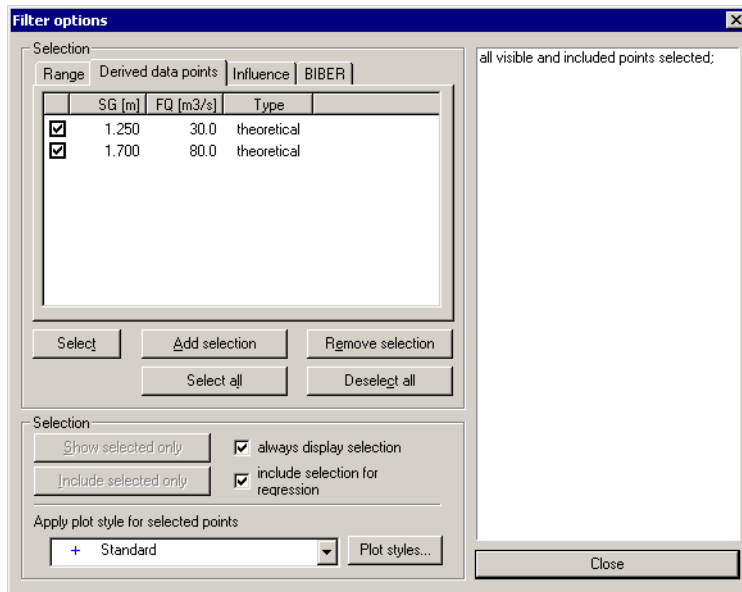 Filter options
Selection
Range Derived data points Influence BIBER
SG [m] FQ [m3/s] Type
1.250 30.0 theoretical
1.700 80.0 theoretical
Select Add selection Remove selection
Select all Deselect all
Selection
Show selected only always display selection
Include selected only include selection for
regression
Apply plot style for selected points
+ Standard Plot styles...
all visible and included points selected;
Close